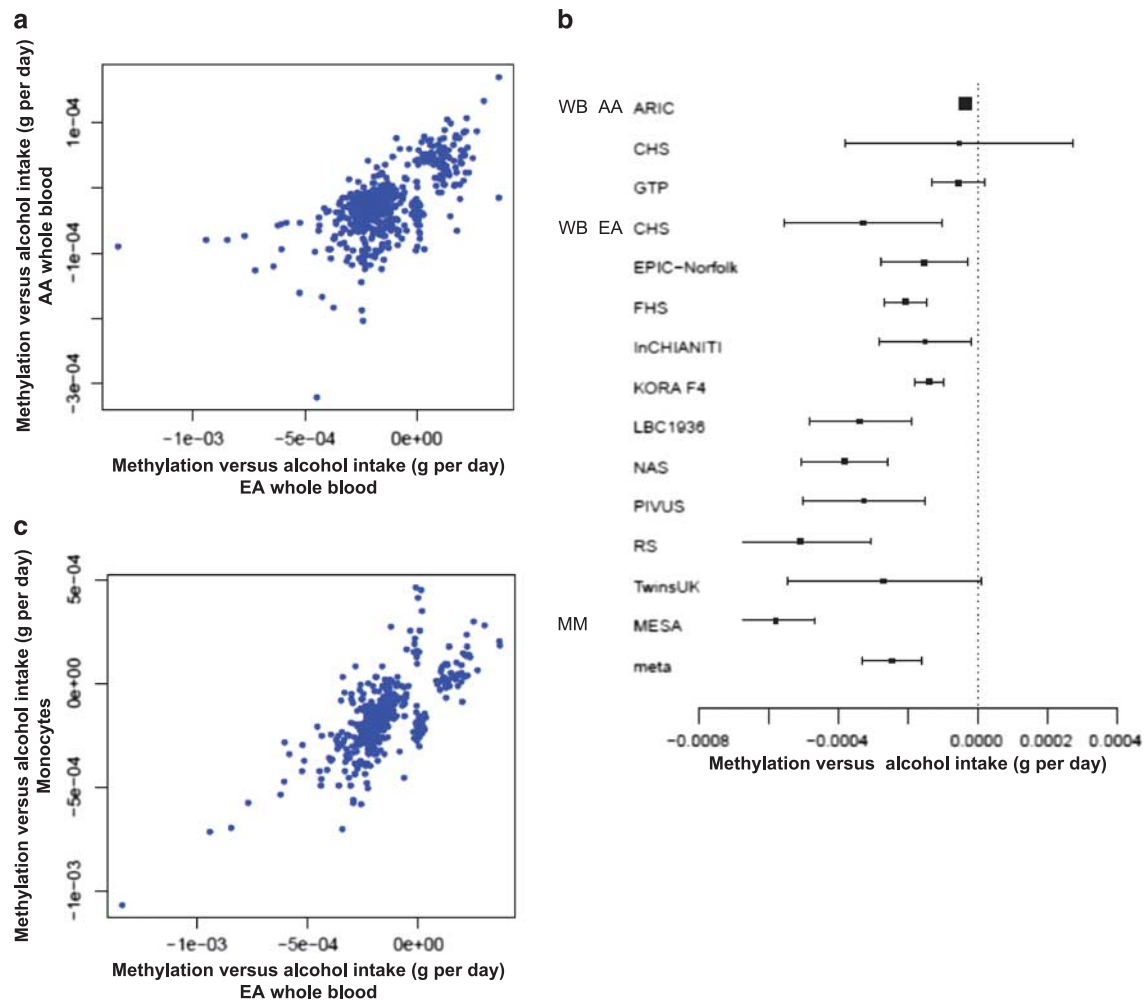 a
Methylation versus alcohol intake (g per day)
AA whole blood
1e-04
-1e-04
-3e-04
-1e-03
-5e-04
0e+00
Methylation versus alcohol intake (g per day)
EA whole blood
b
WB AA ARIC
CHS
GTP
WB EA CHS
EPIC-Norfolk
FHS
InCHIANITI
KORA F4
LBC1936
NAS
PIVUS
RS
TwinsUK
MM MESA
meta
-0.0008
-0.0004
0.0000
0.0002
0.0004
Methylation versus alcohol intake (g per day)
c
Methylation versus alcohol intake (g per day)
Monocytes
5e-04
0e+00
-5e-04
-1e-03
-1e-03
-5e-04
0e+00
Methylation versus alcohol intake (g per day)
EA whole blood